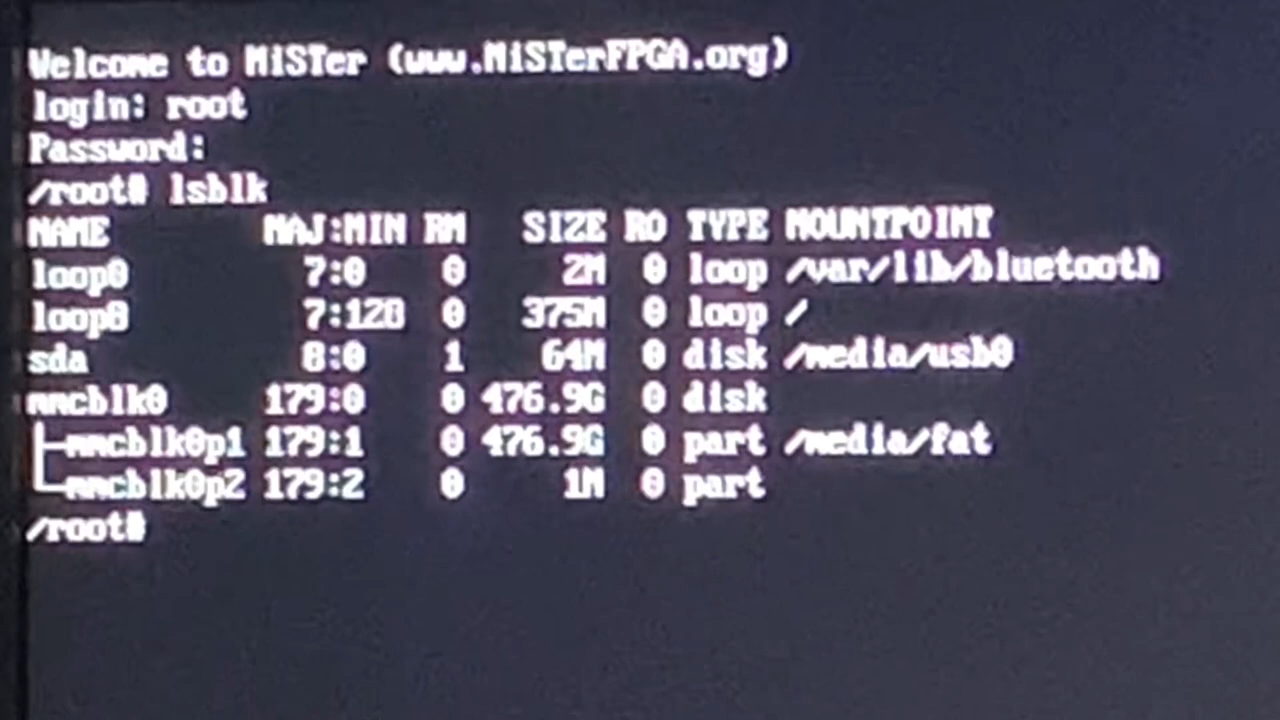 Welcome to MiSTer (www.MiSTerFPGA.org)
login: root
Password:
/root# lsblk
NAME        MAJ:MIN RM   SIZE RO TYPE MOUNTPOINT
loop0         7:0    0     2M  0 loop /var/lib/bluetooth
loop8         7:128  0   375M  0 loop /
sda           8:0    1    64M  0 disk /media/usb0
mmcblk0     179:0    0 476.9G  0 disk
├─mmcblk0p1 179:1    0 476.9G  0 part /media/fat
└─mmcblk0p2 179:2    0     1M  0 part
/root#